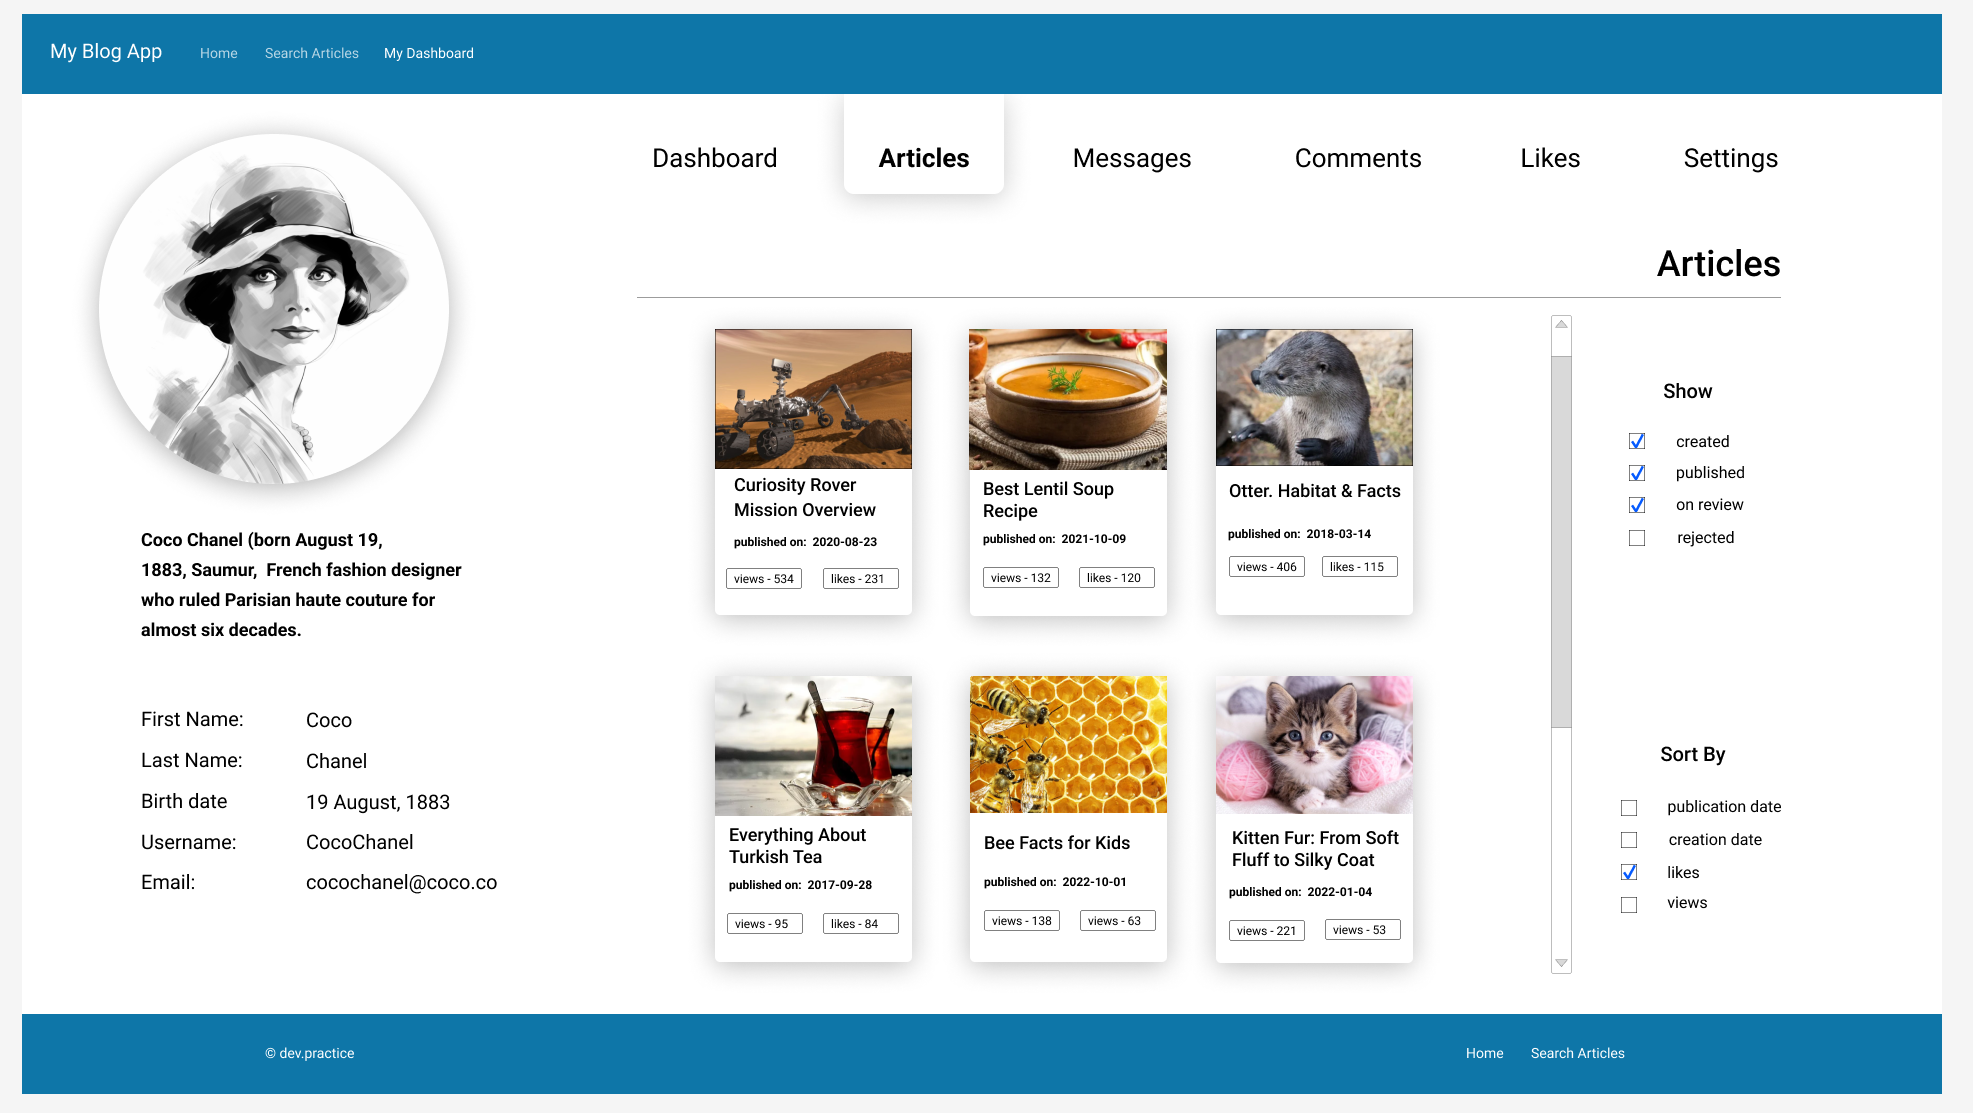 My Blog App
Home
Search Articles
My Dashboard
Dashboard
Articles
Messages
Comments
Likes
Settings
Articles
Coco Chanel (born August 19,
1883, Saumur,  French fashion designer
who ruled Parisian haute couture for
almost six decades.
First Name:
Coco
Last Name:
Chanel
Birth date
19 August, 1883
Username:
CocoChanel
Email:
cocochanel@coco.co
Curiosity Rover
Mission Overview
published on:  2020-08-23
views - 534
likes - 231
Best Lentil Soup
Recipe
published on:  2021-10-09
views - 132
likes - 120
Otter. Habitat & Facts
published on:  2018-03-14
views - 406
likes - 115
Everything About
Turkish Tea
published on:  2017-09-28
views - 95
likes - 84
Bee Facts for Kids
published on:  2022-10-01
views - 138
views - 63
Kitten Fur: From Soft
Fluff to Silky Coat
published on:  2022-01-04
views - 221
views - 53
Show
created
published
on review
rejected
Sort By
publication date
creation date
likes
views
© dev.practice
Home
Search Articles